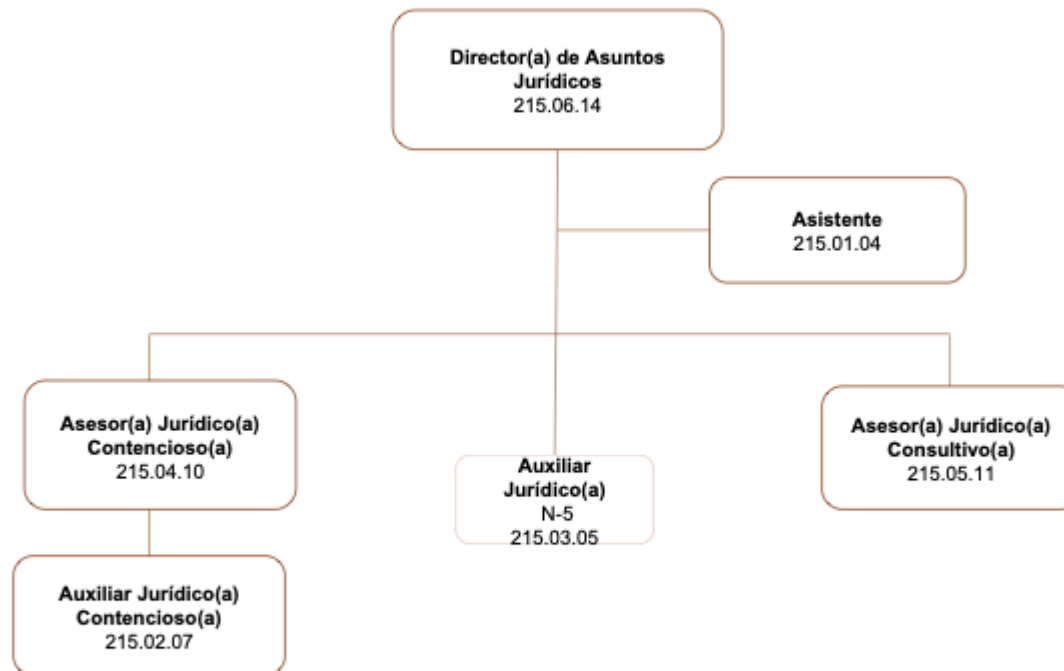 Director(a) de Asuntos
Jurídicos
215.06.14
Asistente
215.01.04
Asesor(a) Jurídico(a)
Contencioso(a)
215.04.10
Auxiliar
Jurídico(a)
N-5
215.03.05
Asesor(a) Jurídico(a)
Consultivo(a)
215.05.11
Auxiliar Jurídico(a)
Contencioso(a)
215.02.07